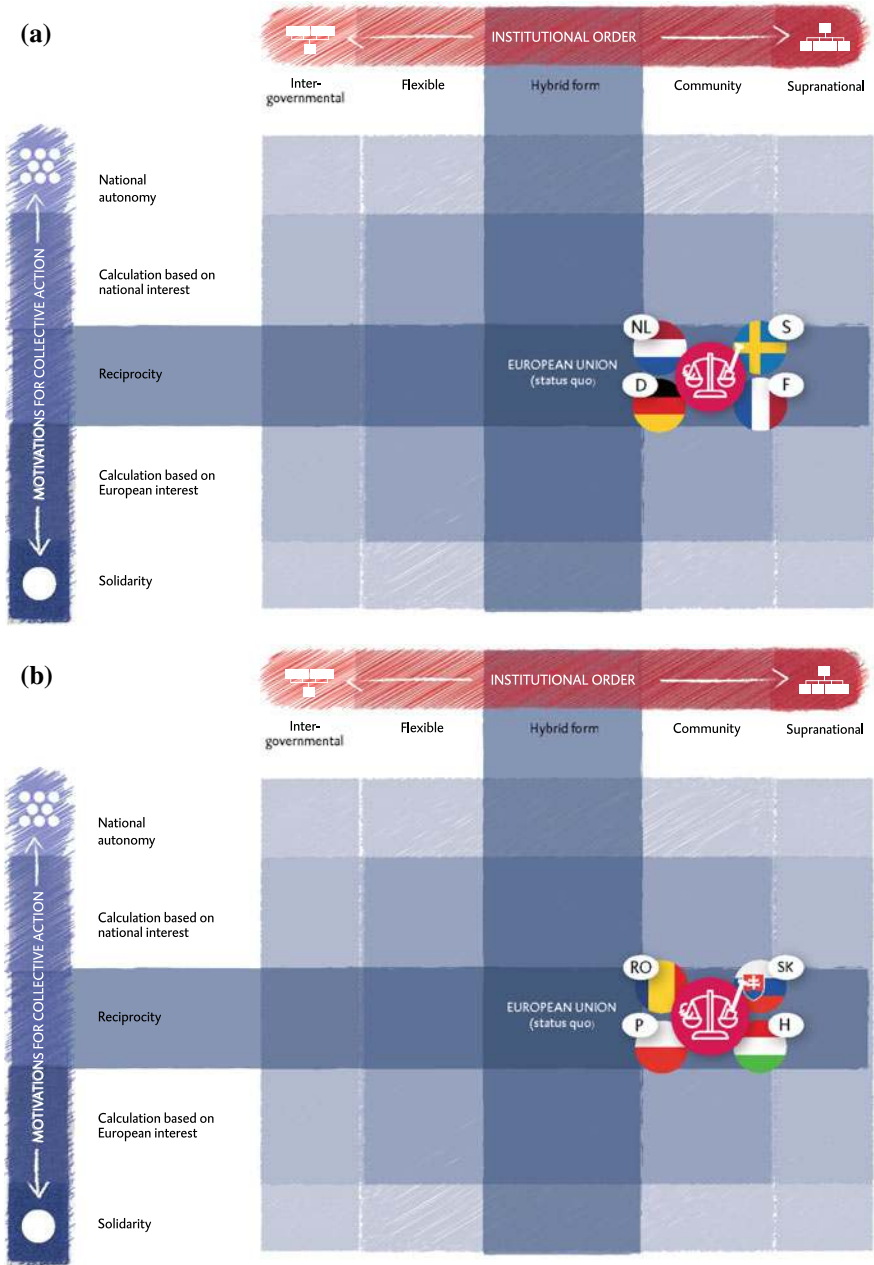 (a)
INSTITUTIONAL ORDER
Inter-
governmental
Flexible
Hybrid form
Community
Supranational
MOTIVATIONS FOR COLLECTIVE ACTION
National
autonomy
Calculation based on
national interest
Reciprocity
Calculation based on
European interest
Solidarity
EUROPEAN UNION
(status quo)
NL
S
D
F
(b)
INSTITUTIONAL ORDER
Inter-
governmental
Flexible
Hybrid form
Community
Supranational
MOTIVATIONS FOR COLLECTIVE ACTION
National
autonomy
Calculation based on
national interest
Reciprocity
Calculation based on
European interest
Solidarity
EUROPEAN UNION
(status quo)
RO
SK
P
H